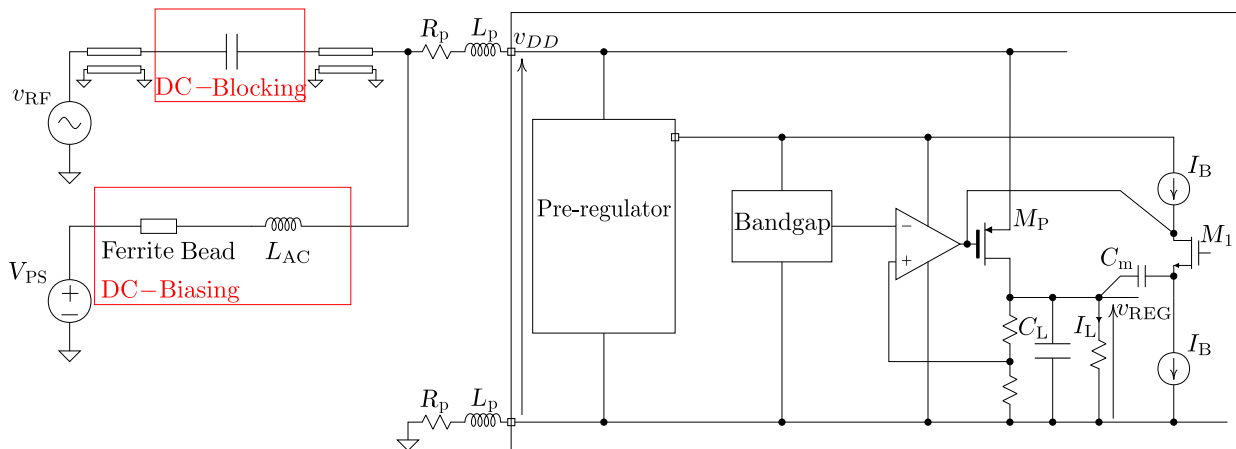 R_p L_p
v_DD
DC−Blocking
v_RF
I_B
Pre-regulator
Bandgap
−
+
M_P
M_1
Ferrite Bead L_AC
C_m
V_PS
+
−
DC−Biasing
C_L I_L v_REG
I_B
R_p L_p